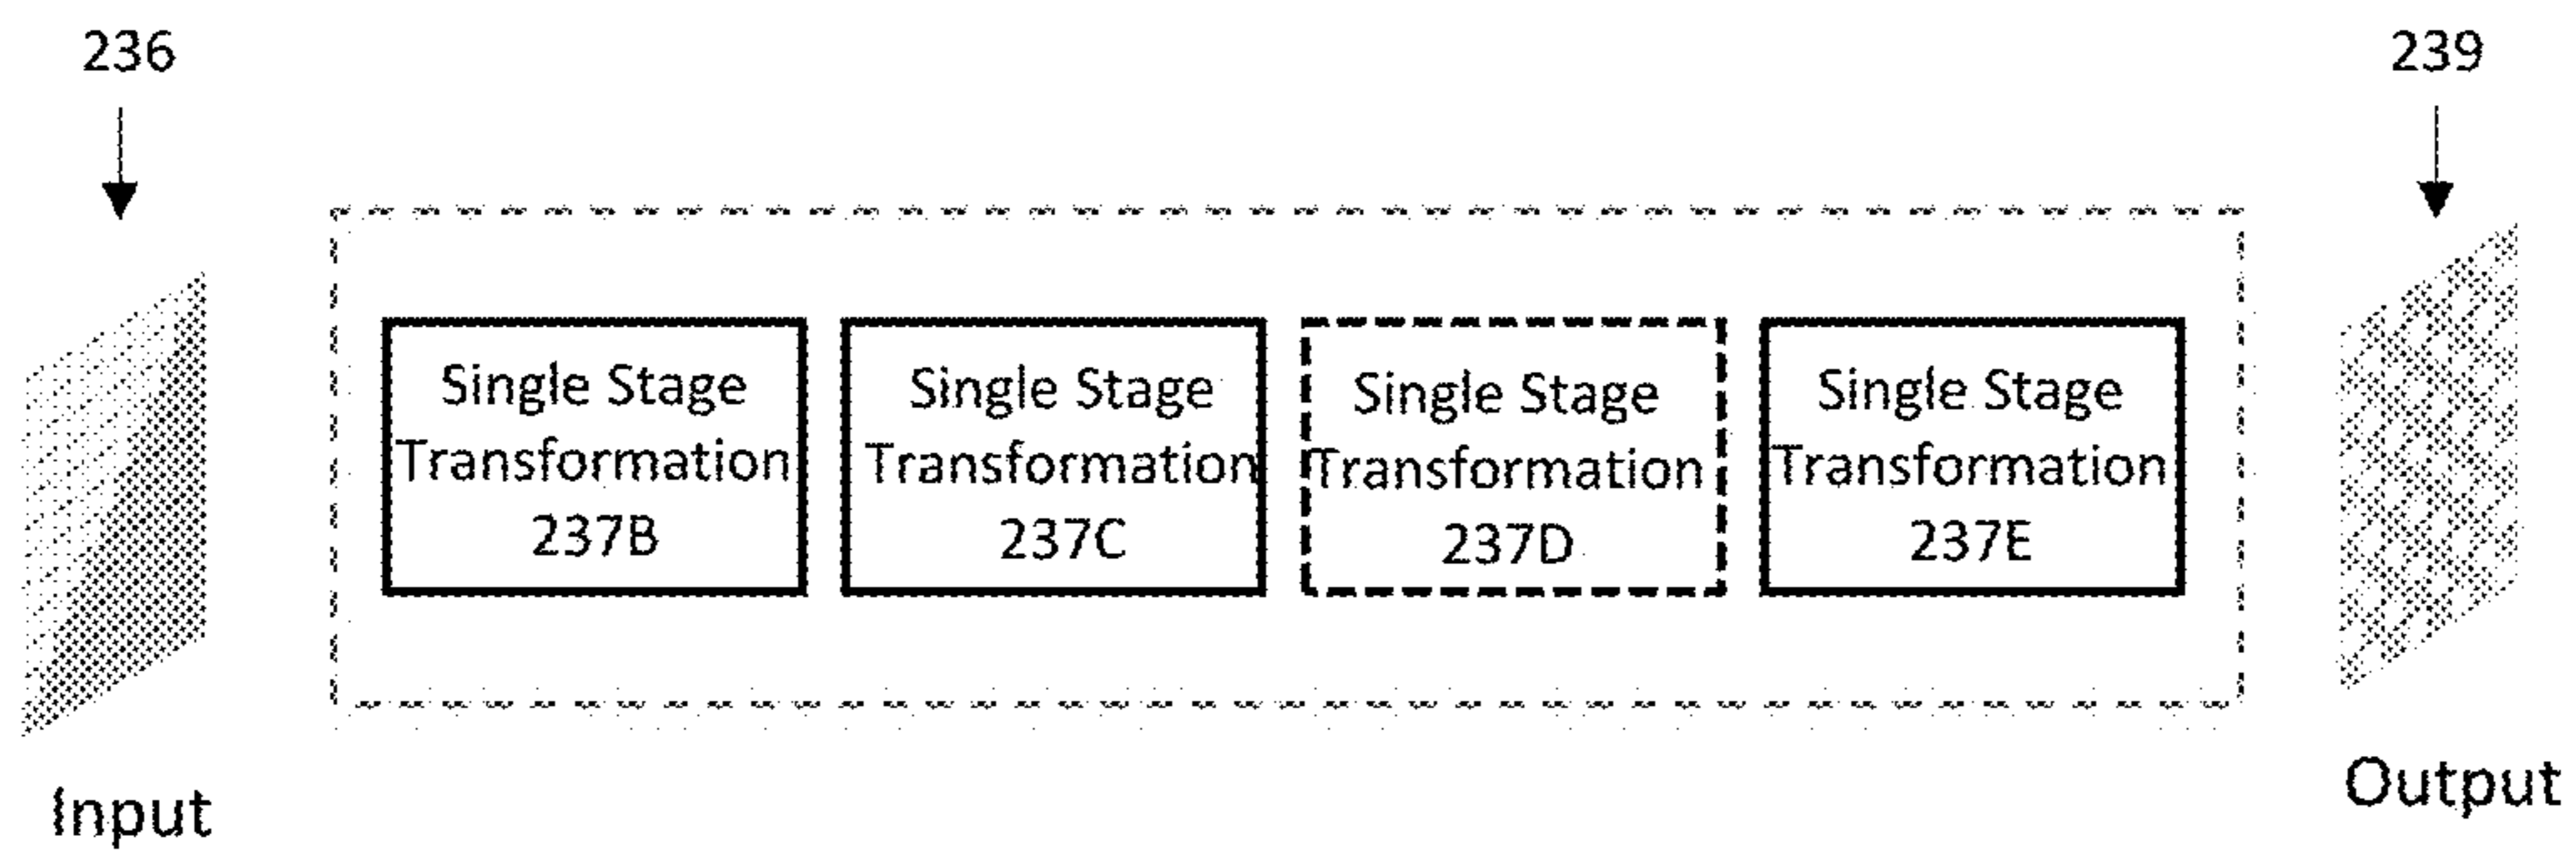 236
239
Single Stage
Transformation
237B
Single Stage
Transformation
237C
Single Stage
Transformation
237D
Single Stage
Transformation
237E
Input
Output